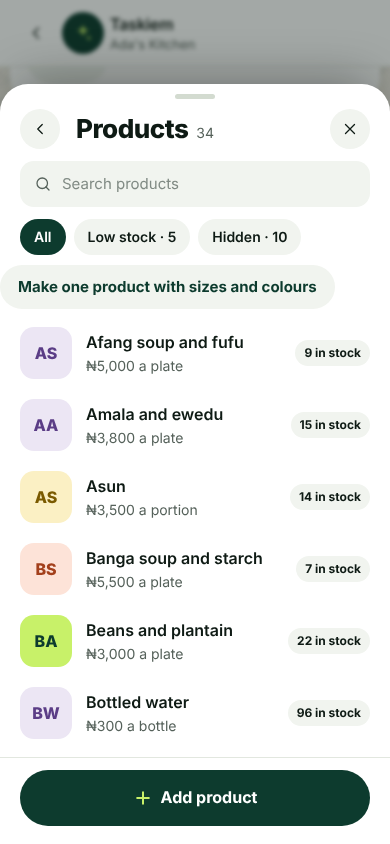 Taskiem
Ada's Kitchen
Products 34
Search products
All
Low stock · 5
Hidden · 10
Make one product with sizes and colours
AS
Afang soup and fufu
₦5,000 a plate
9 in stock
AA
Amala and ewedu
₦3,800 a plate
15 in stock
AS
Asun
₦3,500 a portion
14 in stock
BS
Banga soup and starch
₦5,500 a plate
7 in stock
BA
Beans and plantain
₦3,000 a plate
22 in stock
BW
Bottled water
₦300 a bottle
96 in stock
Add product